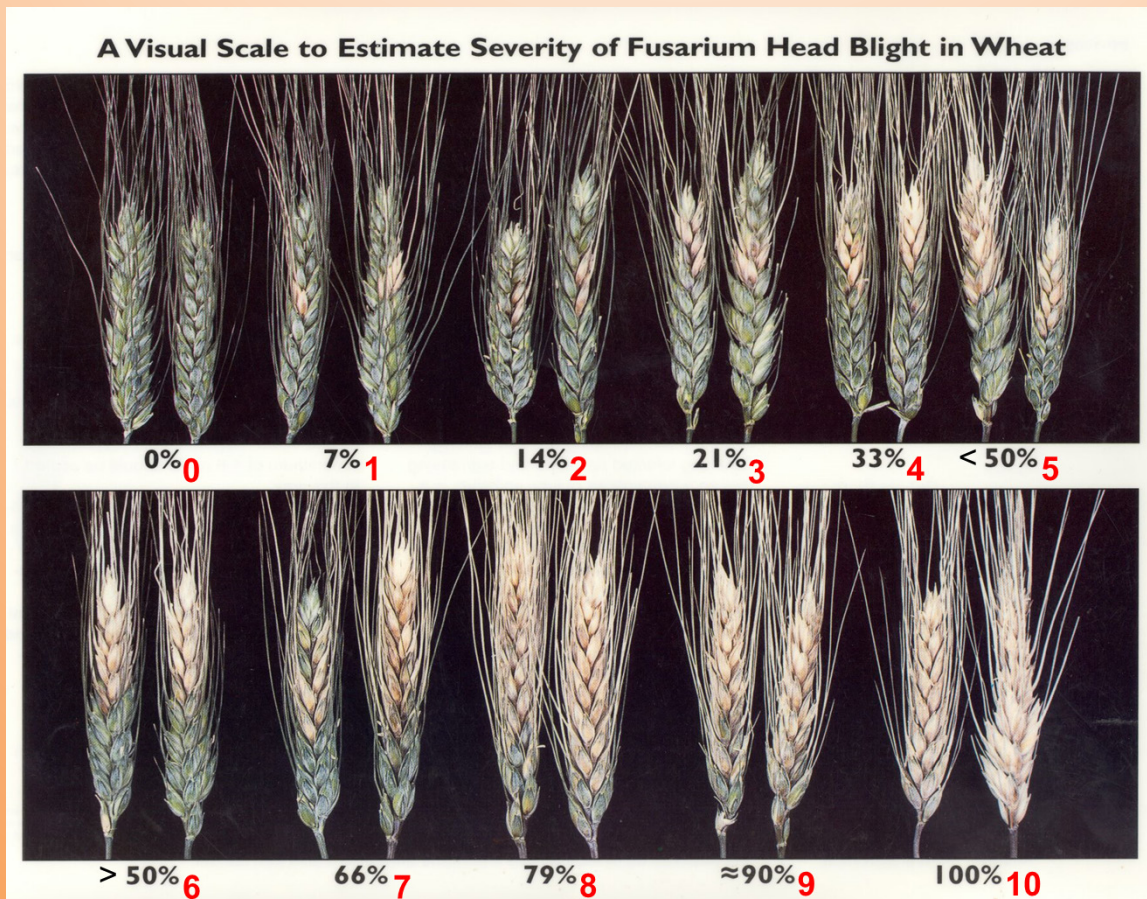 A Visual Scale to Estimate Severity of Fusarium Head Blight in Wheat
0% 0 7% 1 14% 2 21% 3 33% 4 < 50% 5
> 50% 6 66% 7 79% 8 ≈90% 9 100% 10